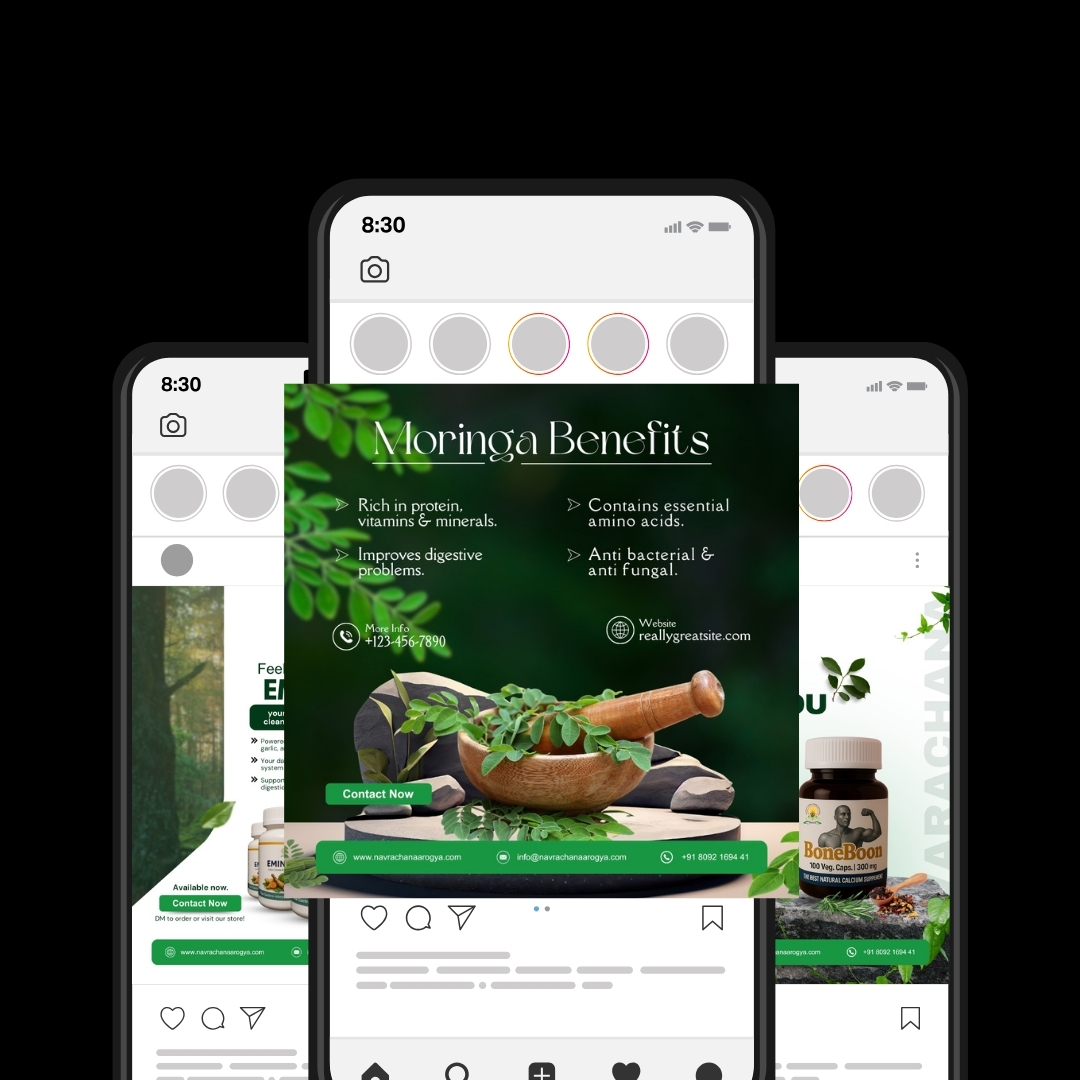 8:30
8:30
Moringa Benefits
Rich in protein,
vitamins & minerals.
Improves digestive
problems.
Contains essential
amino acids.
Anti bacterial &
anti fungal.
More Info
+123-456-7890
Website
reallygreatsite.com
Contact Now
www.navrachanaarogya.com
info@navrachanaarogya.com
+91 8092 1694 41
Feel
your
clean
garlic, a
Your da
system
Suppor
digesti
Available now.
Contact Now
DM to order or visit our store!
www.navrachanaarogya.com
OU
ARACHANA
BoneBoon
100 Veg. Caps. | 300 mg
THE BEST NATURAL CALCIUM SUPPLEMENT
+91 8092 1694 41